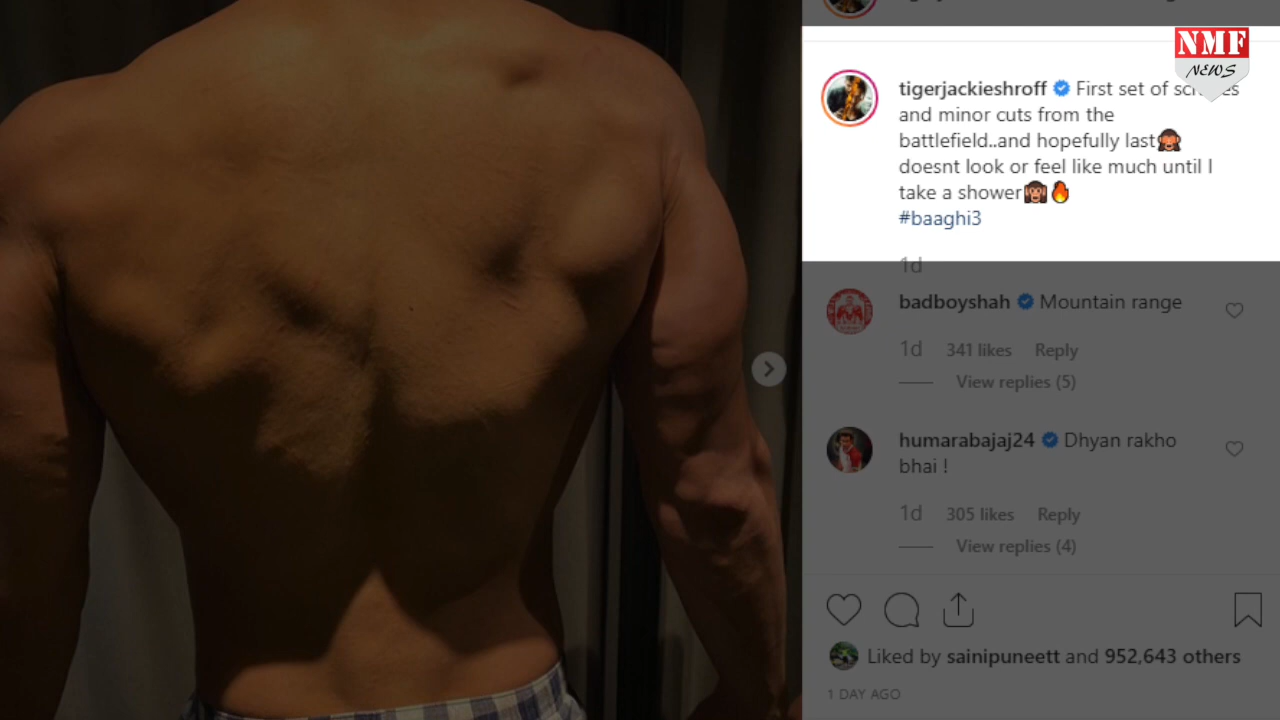 NMF
NEWS
tigerjackieshroff First set of
and minor cuts from the
battlefield..and hopefully last🙈
doesnt look or feel like much until I
take a shower🙉🔥
#baaghi3
1d
badboyshah Mountain range
1d 341 likes Reply
View replies (5)
humarabajaj24 Dhyan rakho
bhai !
1d 305 likes Reply
View replies (4)
Liked by sainipuneett and 952,643 others
1 DAY AGO